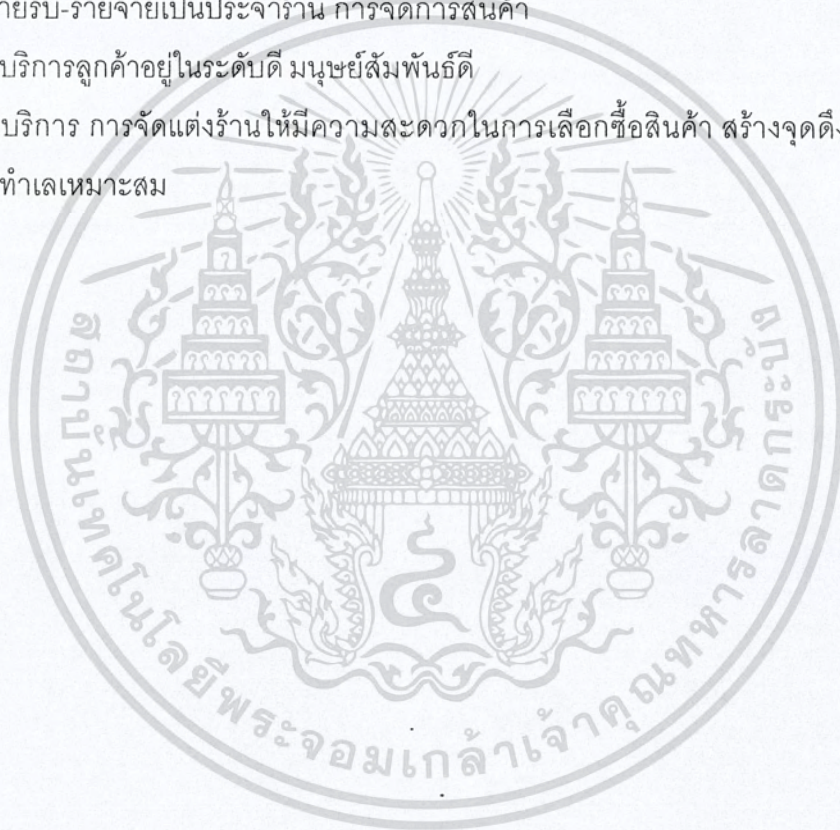 ายรับ-รายจ่ายเป็นประจำร้าน การจัดการสินค้า
บริการลูกค้าอยู่ในระดับดี มนุษย์สัมพันธ์ดี
บริการ การจัดแต่งร้านให้มีความสะดวกในการเลือกซื้อสินค้า สร้างจุดดึง
ทำเลเหมาะสม
สถาบันเทคโนโลยีพระจอมเกล้าเจ้าคุณทหารลาดกระบัง
๔